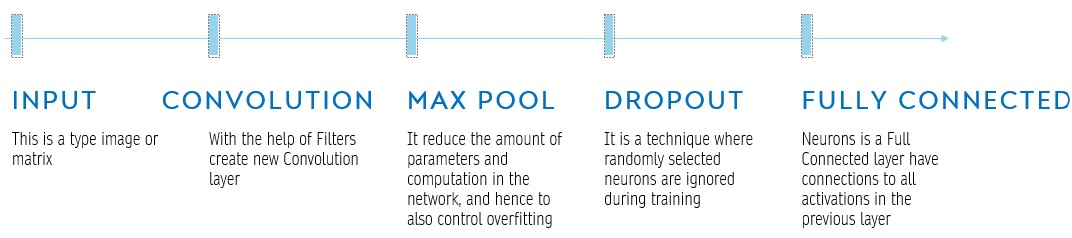 INPUT
This is a type image or
matrix
CONVOLUTION
With the help of Filters
create new Convolution
layer
MAX POOL
It reduce the amount of
parameters and
computation in the
network, and hence to
also control overfitting
DROPOUT
It is a technique where
randomly selected
neurons are ignored
during training
FULLY CONNECTED
Neurons is a Full
Connected layer have
connections to all
activations in the
previous layer